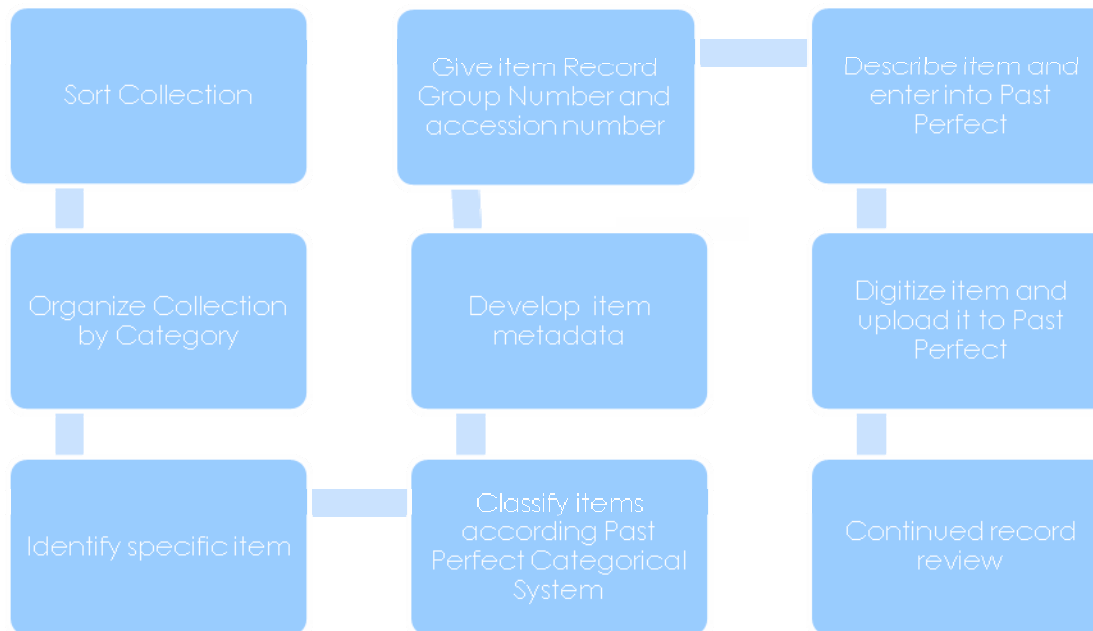 Sort Collection
Organize Collection
by Category
Identify specific item
Classify items
according Past
Perfect Categorical
System
Develop item
metadata
Give item Record
Group Number and
accession number
Describe item and
enter into Past
Perfect
Digitize item and
upload it to Past
Perfect
Continued record
review